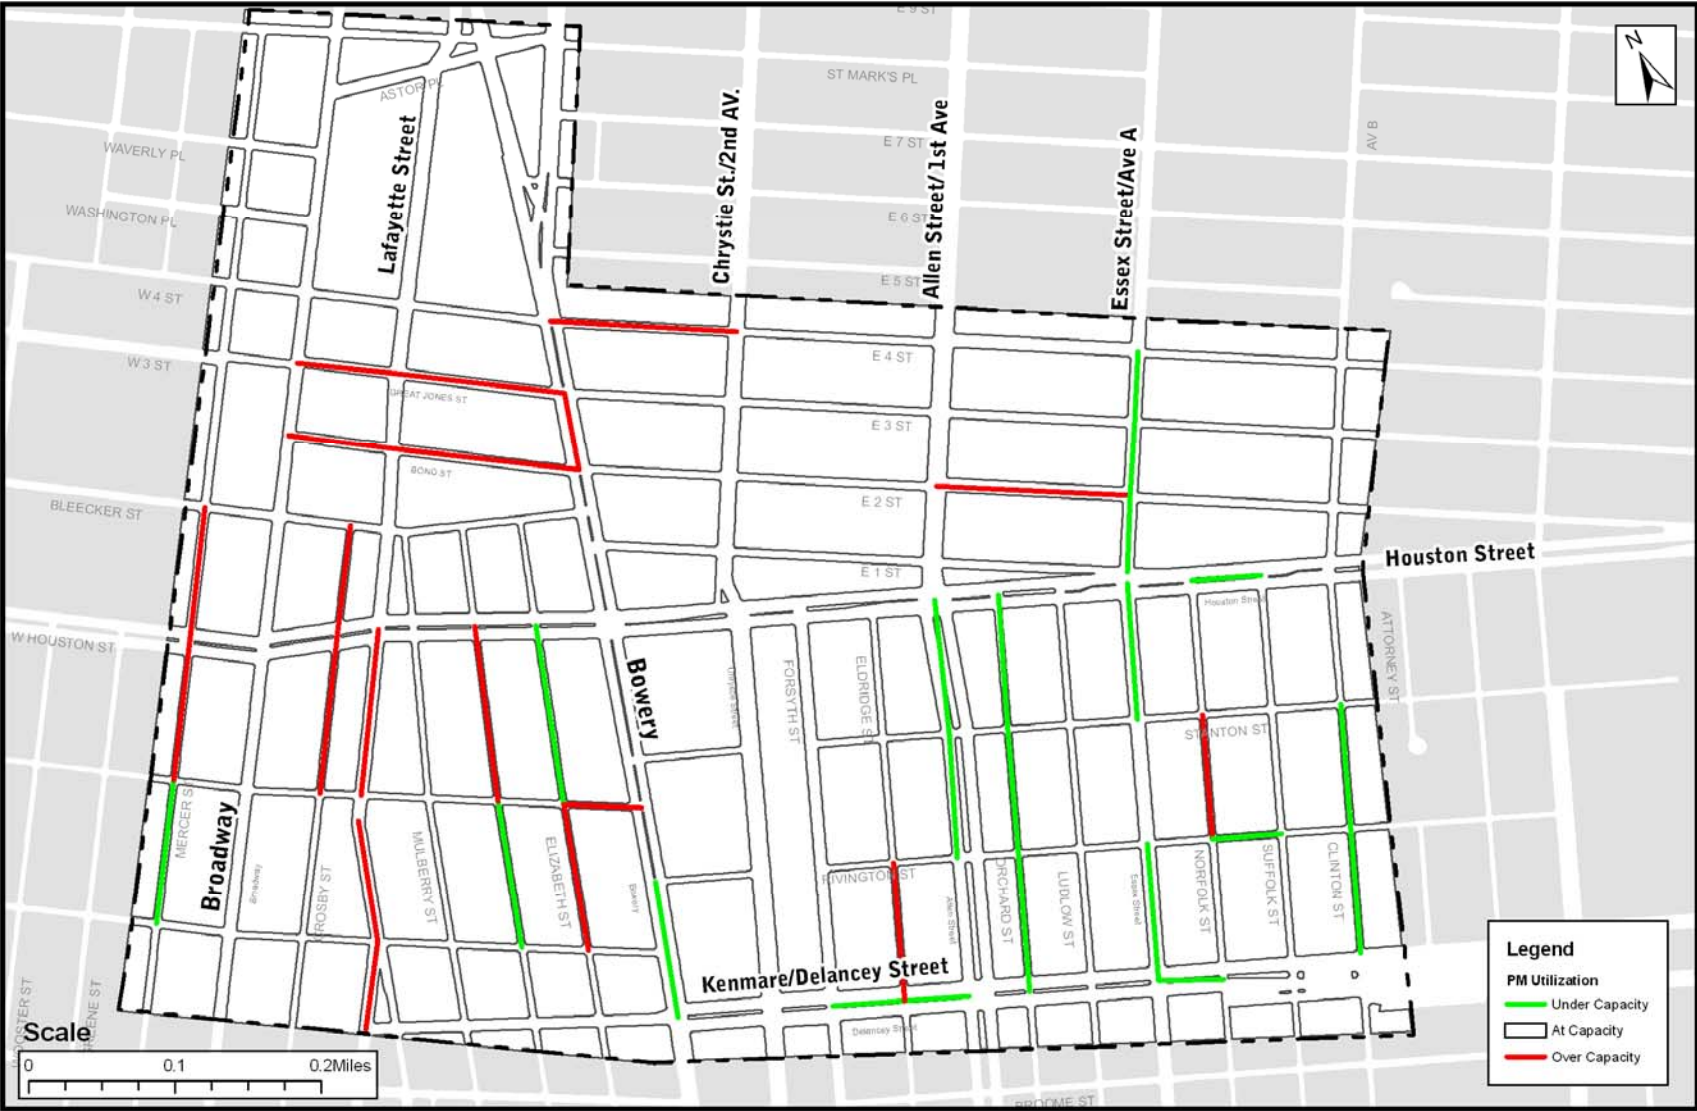 E 9 ST
N
ST MARK'S PL
ASTOR PL
AV B
Chrystie St./2nd AV.
Allen Street/ 1st Ave
Essex Street/Ave A
Lafayette Street
E 7 ST
WAVERLY PL
WASHINGTON PL
E 6 ST
E 5 ST
W 4 ST
E 4 ST
W 3 ST
GREAT JONES ST
E 3 ST
BOND ST
E 2 ST
BLEECKER ST
Houston Street
E 1 ST
Houston Street
W HOUSTON ST
ATTORNEY ST
Bowery
Chrystie Street
FORSYTH ST
ELDRIDGE ST
STANTON ST
MERCER ST
Broadway
Broadway
CROSBY ST
MULBERRY ST
ELIZABETH ST
Bowery
RIVINGTON ST
Allen Street
ORCHARD ST
LUDLOW ST
Essex Street
NORFOLK ST
SUFFOLK ST
CLINTON ST
Kenmare/Delancey Street
Delancey Street
WOOSTER ST
GREENE ST
Scale
0 0.1 0.2Miles
BROOME ST
Legend
PM Utilization
Under Capacity
At Capacity
Over Capacity